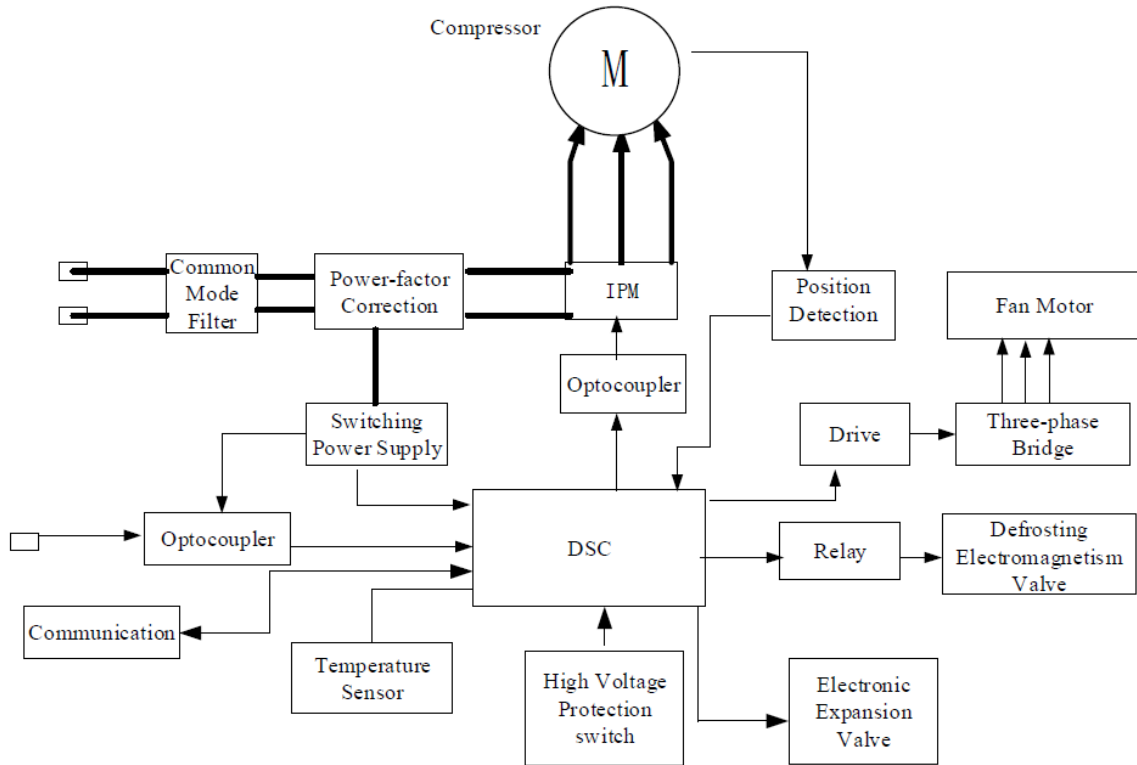 Compressor
M
Common
Mode
Filter
Power-factor
Correction
IPM
Position
Detection
Fan Motor
Optocoupler
Switching
Power Supply
Drive
Three-phase
Bridge
Optocoupler
DSC
Relay
Defrosting
Electromagnetism
Valve
Communication
Temperature
Sensor
High Voltage
Protection
switch
Electronic
Expansion
Valve